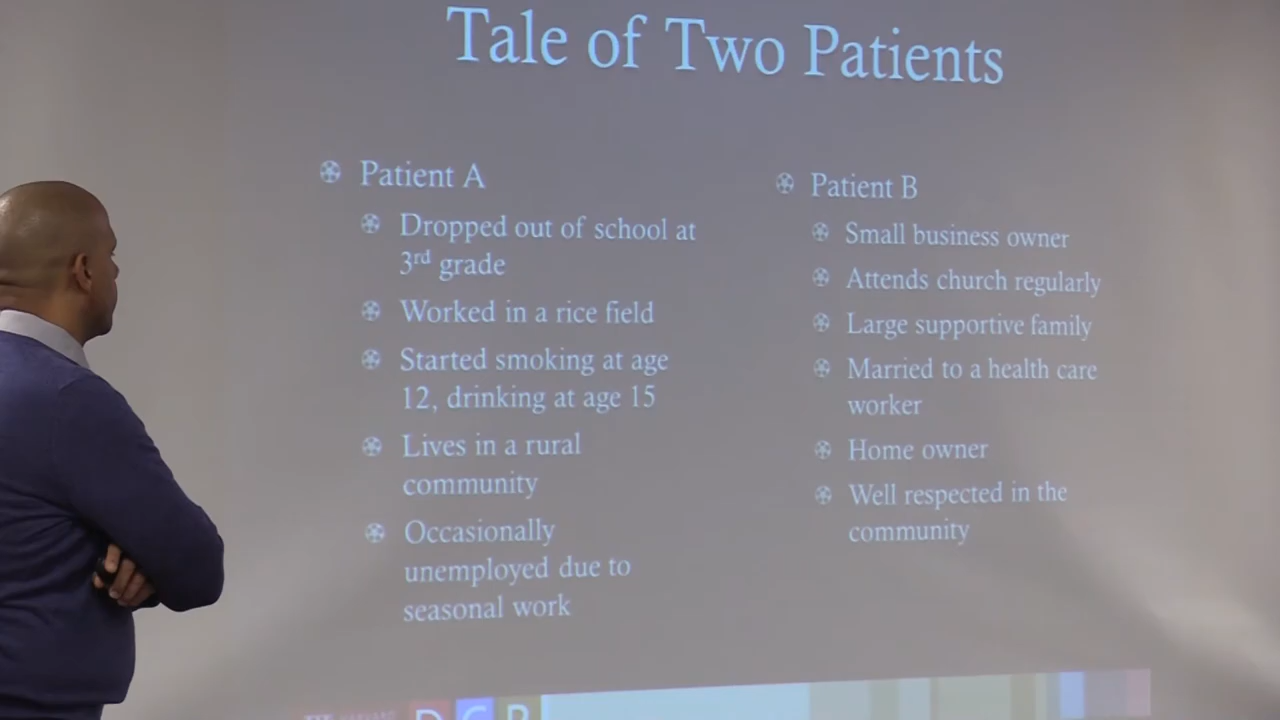 Tale of Two Patients
Patient A
Dropped out of school at
3rd grade
Worked in a rice field
Started smoking at age
12, drinking at age 15
Lives in a rural
community
Occasionally
unemployed due to
seasonal work
Patient B
Small business owner
Attends church regularly
Large supportive family
Married to a health care
worker
Home owner
Well respected in the
community